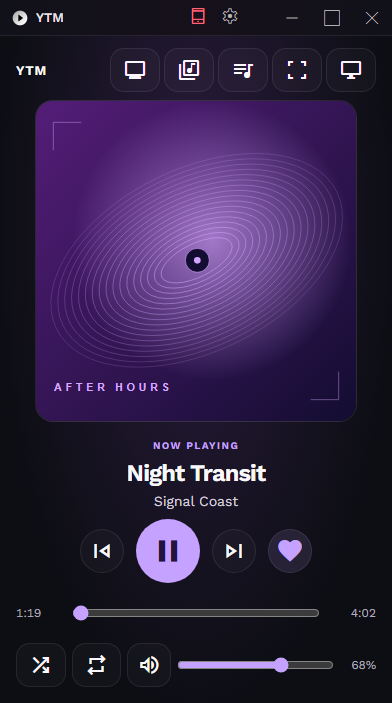 YTM
YTM
AFTER HOURS
NOW PLAYING
Night Transit
Signal Coast
1:19 4:02
68%